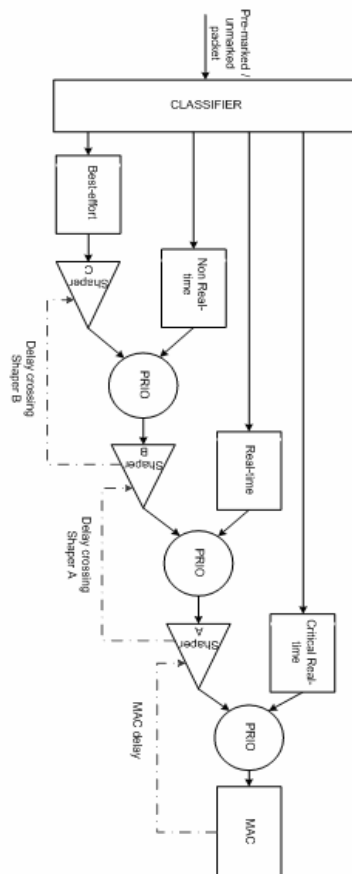 Pre-marked /
unmarked
packet
CLASSIFIER
Best-effort
Non Real-
time
Real-time
Critical Real-
time
Shaper
C
PRIO
Shaper
B
PRIO
Shaper
A
PRIO
MAC
Delay crossing
Shaper B
Delay crossing
Shaper A
MAC delay